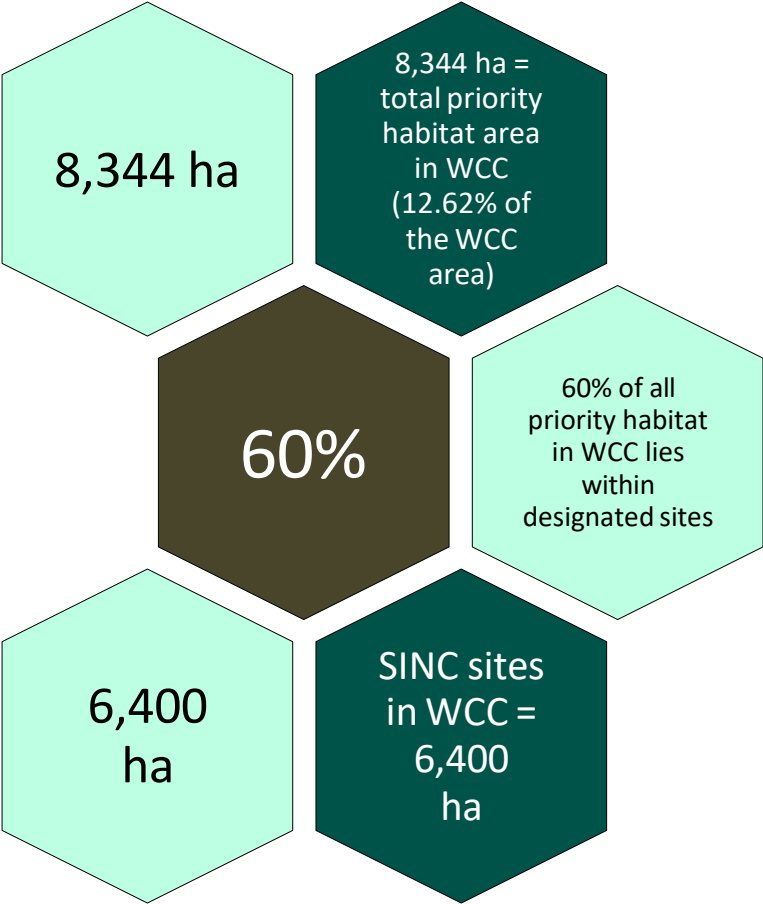 8,344 ha
8,344 ha =
total priority
habitat area
in WCC
(12.62% of
the WCC
area)
60%
60% of all
priority habitat
in WCC lies
within
designated sites
6,400
ha
SINC sites
in WCC =
6,400
ha